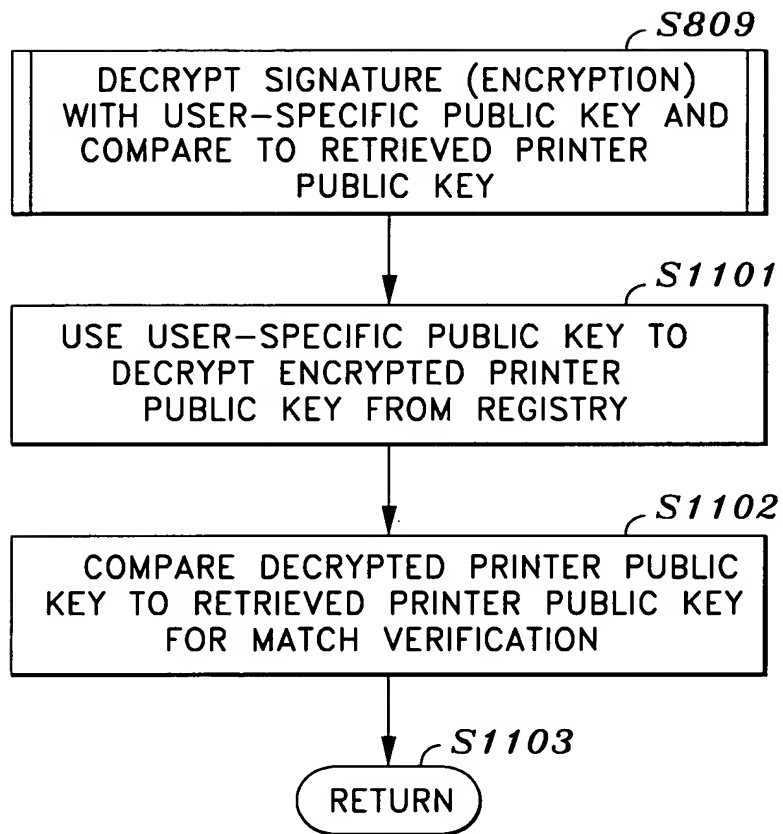 S809
DECRYPT SIGNATURE (ENCRYPTION)
WITH USER-SPECIFIC PUBLIC KEY AND
COMPARE TO RETRIEVED PRINTER
PUBLIC KEY
S1101
USE USER-SPECIFIC PUBLIC KEY TO
DECRYPT ENCRYPTED PRINTER
PUBLIC KEY FROM REGISTRY
S1102
COMPARE DECRYPTED PRINTER PUBLIC
KEY TO RETRIEVED PRINTER PUBLIC KEY
FOR MATCH VERIFICATION
S1103
RETURN